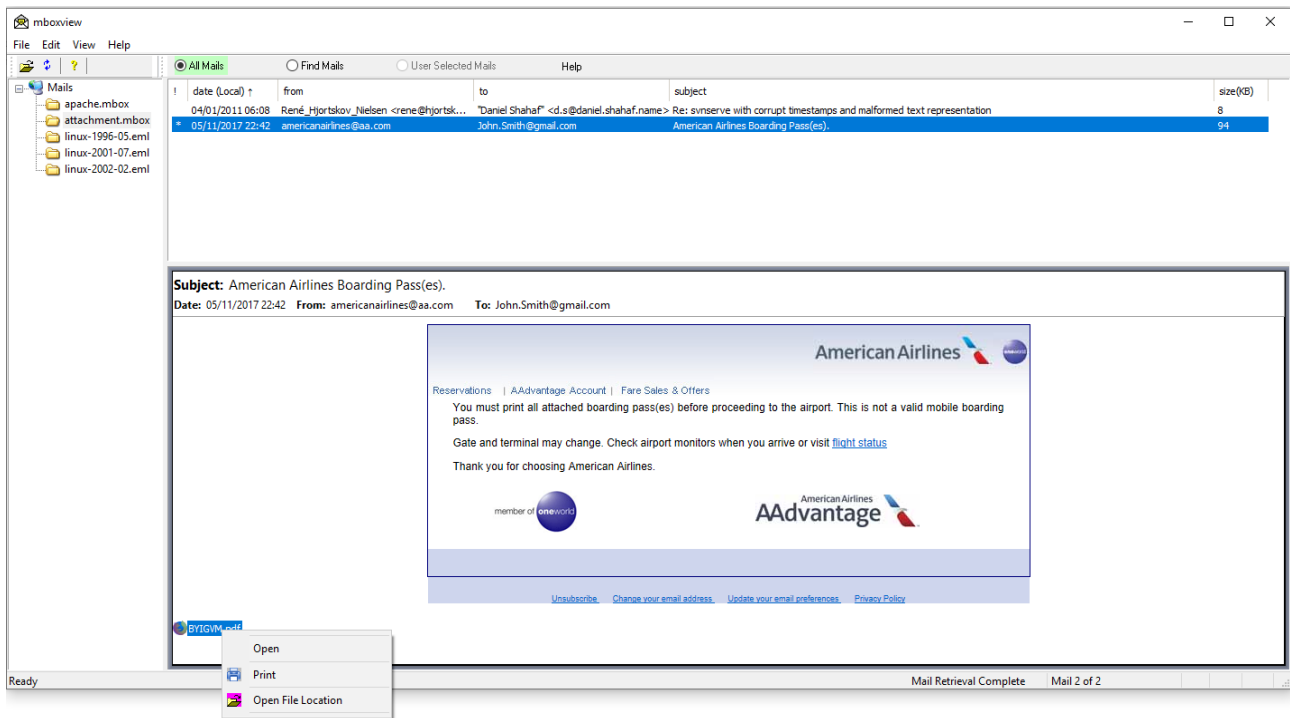 mboxview
File Edit View Help
All Mails Find Mails User Selected Mails Help
Mails
apache.mbox
attachment.mbox
linux-1996-05.eml
linux-2001-07.eml
linux-2002-02.eml
! date (Local) ↑ from to subject size(KB)
04/01/2011 06:08 René_Hjortskov_Nielsen <rene@hjortsk... "Daniel Shahaf" <d.s@daniel.shahaf.name> Re: svnserve with corrupt timestamps and malformed text representation 8
* 05/11/2017 22:42 americanairlines@aa.com John.Smith@gmail.com American Airlines Boarding Pass(es). 94
Subject: American Airlines Boarding Pass(es).
Date: 05/11/2017 22:42 From: americanairlines@aa.com To: John.Smith@gmail.com
American Airlines oneworld
Reservations | AAdvantage Account | Fare Sales & Offers
You must print all attached boarding pass(es) before proceeding to the airport. This is not a valid mobile boarding
pass.
Gate and terminal may change. Check airport monitors when you arrive or visit flight status
Thank you for choosing American Airlines.
member of oneworld
American Airlines
AAdvantage
Unsubscribe Change your email address Update your email preferences Privacy Policy
BYIGVM.pdf
Open
Print
Open File Location
Ready Mail Retrieval Complete Mail 2 of 2